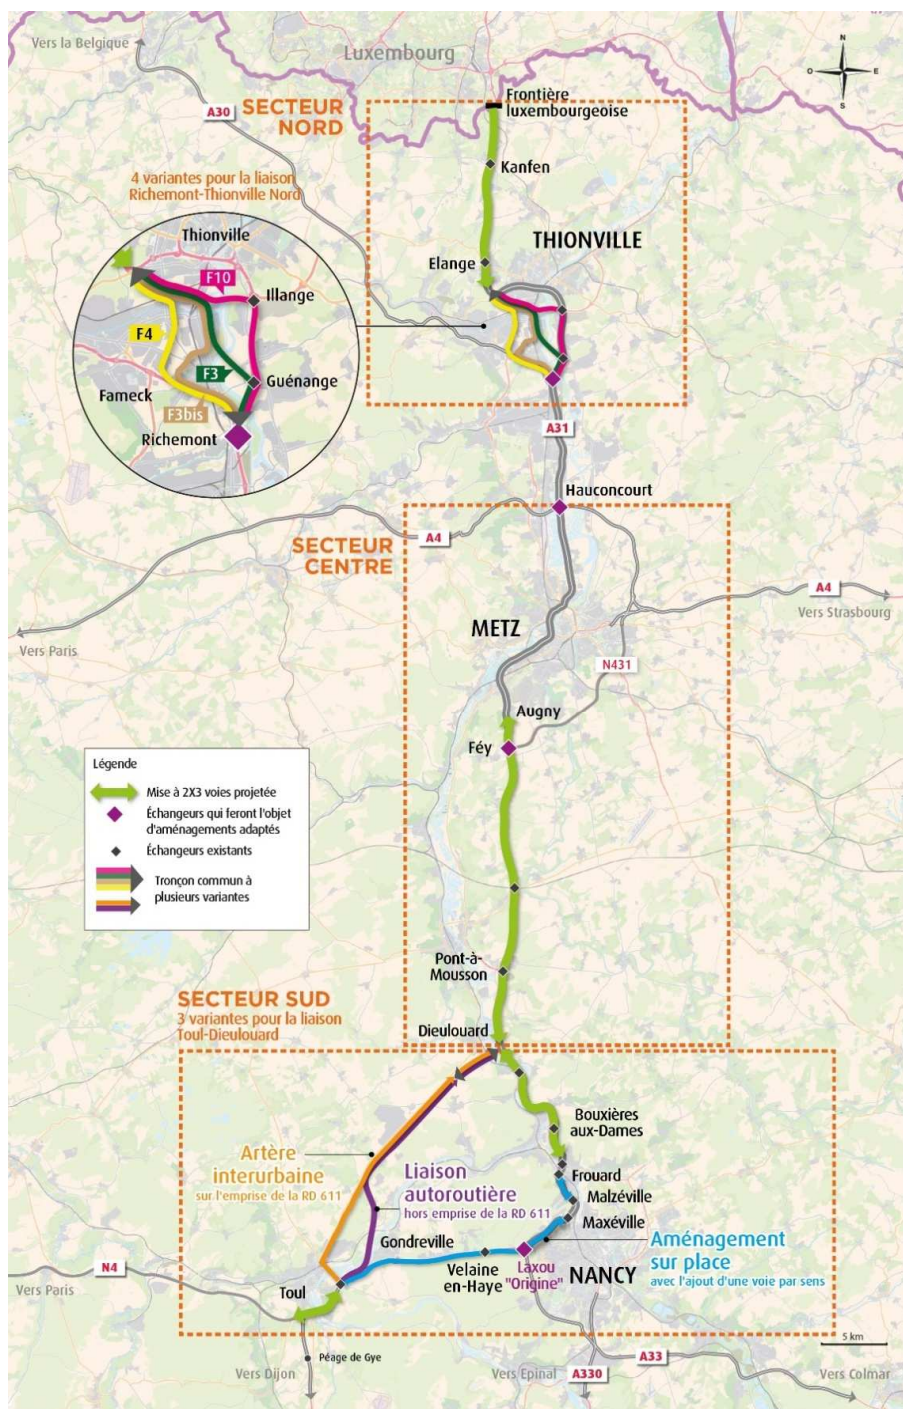 Vers la Belgique
Luxembourg
N
O
E
S
A30
SECTEUR
NORD
Frontière
luxembourgeoise
4 variantes pour la liaison
Richemont-Thionville Nord
Kanfen
THIONVILLE
Elange
Thionville
F10
Illange
F4
F3
Guénange
Fameck
F3bis
Richemont
A31
Hauconcourt
A4
SECTEUR
CENTRE
A4
Vers Strasbourg
METZ
Vers Paris
N431
Augny
Féy
Légende
Mise à 2X3 voies projetée
Échangeurs qui feront l'objet
d'aménagements adaptés
Échangeurs existants
Tronçon commun à
plusieurs variantes
Pont-à-
Mousson
SECTEUR SUD
3 variantes pour la liaison
Toul-Dieulouard
Dieulouard
Bouxières
aux-Dames
Artère
interurbaine
sur l'emprise de la RD 611
Liaison
autoroutière
hors emprise de la RD 611
Frouard
Malzéville
Maxéville
Gondreville
Aménagement
sur place
avec l'ajout d'une voie par sens
N4
Velaine
en-Haye
Laxou
"Origine"
NANCY
Vers Paris
Toul
5 km
Péage de Gye
A33
Vers Dijon
Vers Epinal
A330
Vers Colmar